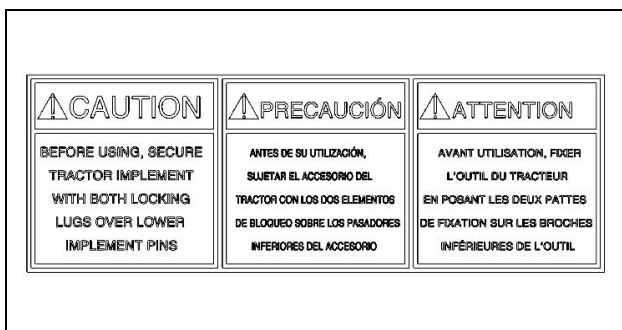 CAUTION
BEFORE USING, SECURE
TRACTOR IMPLEMENT
WITH BOTH LOCKING
LUGS OVER LOWER
IMPLEMENT PINS
PRECAUCIÓN
ANTES DE SU UTILIZACIÓN,
SUJETAR EL ACCESORIO DEL
TRACTOR CON LOS DOS ELEMENTOS
DE BLOQUEO SOBRE LOS PASADORES
INFERIORES DEL ACCESORIO
ATTENTION
AVANT UTILISATION, FIXER
L'OUTIL DU TRACTEUR
EN POSANT LES DEUX PATTES
DE FIXATION SUR LES BROCHES
INFÉRIEURES DE L'OUTIL